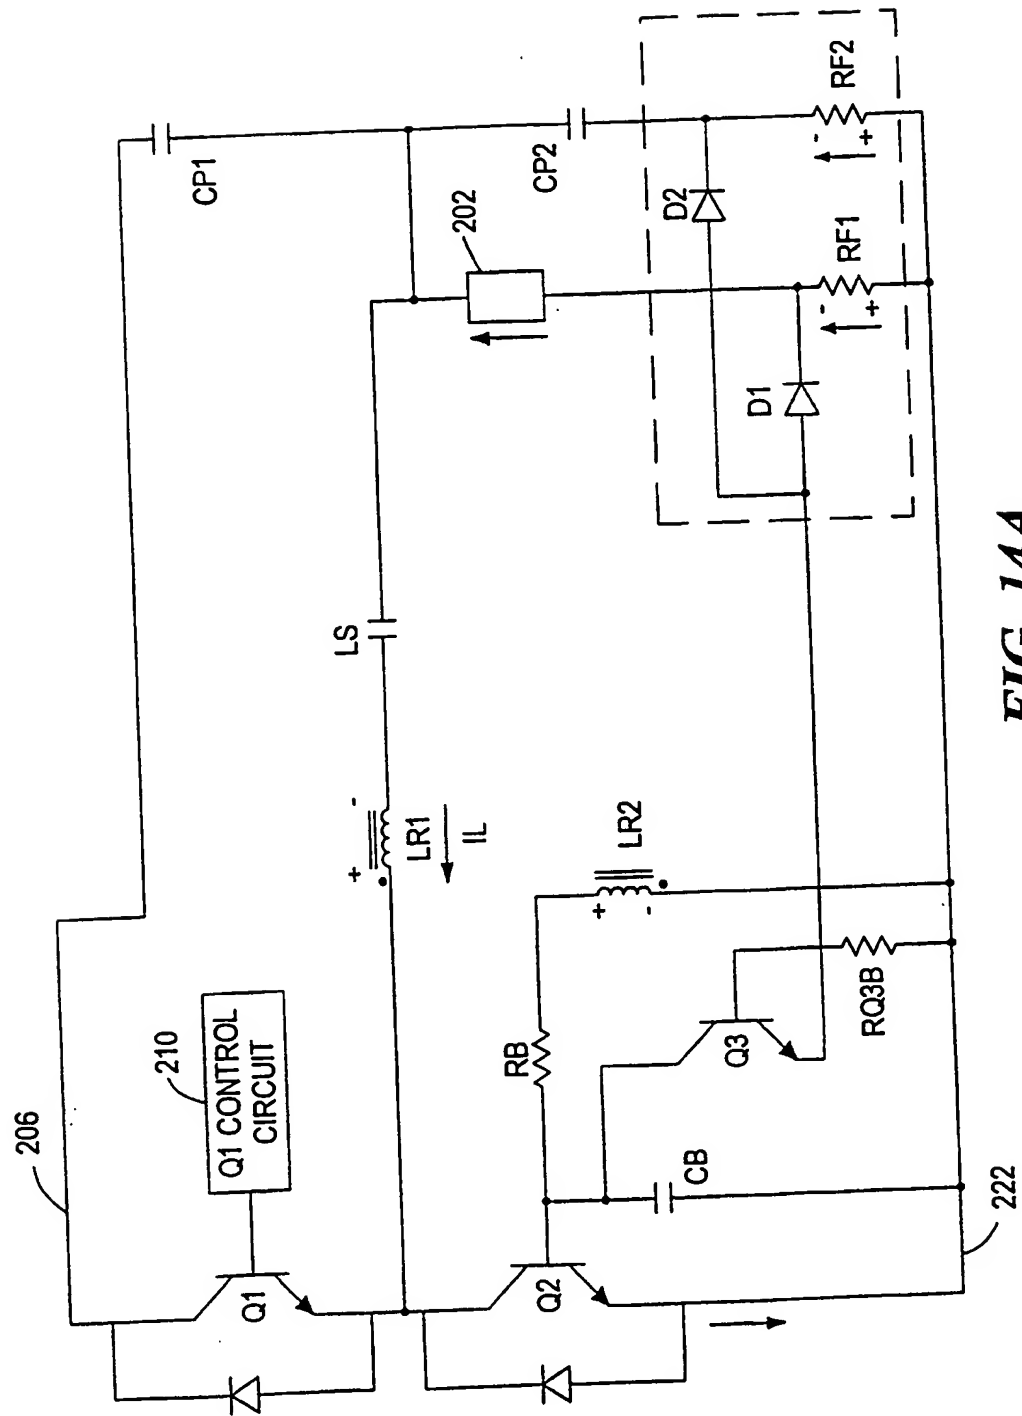 206
210
Q1 CONTROL
CIRCUIT
Q1
CP1
LS
202
CP2
+
-
LR1
IL
D2
RF2
-
+
D1
RF1
-
+
LR2
+
-
RB
Q2
Q3
RQ3B
CB
222
FIG. 14A